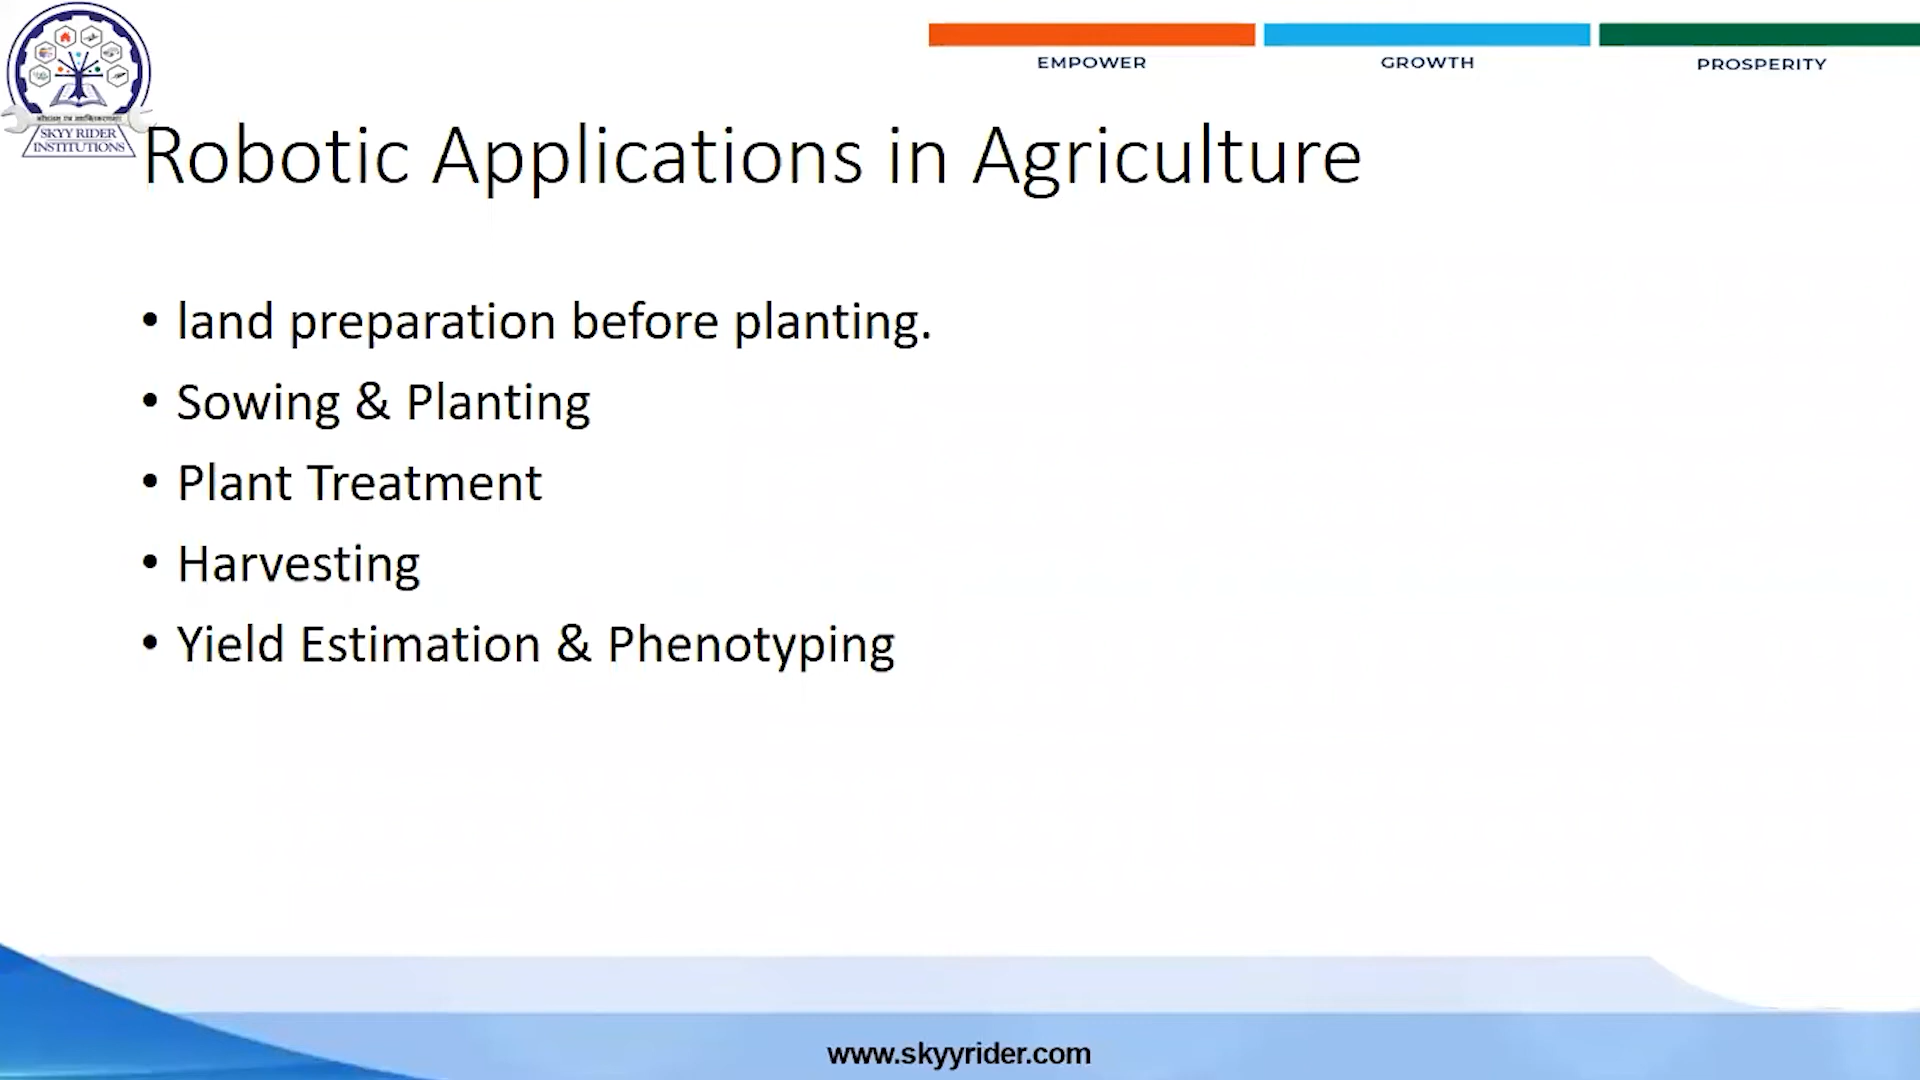 EMPOWER
GROWTH
PROSPERITY
SKYY RIDER
INSTITUTIONS
Robotic Applications in Agriculture
• land preparation before planting.
• Sowing & Planting
• Plant Treatment
• Harvesting
• Yield Estimation & Phenotyping
www.skyyrider.com